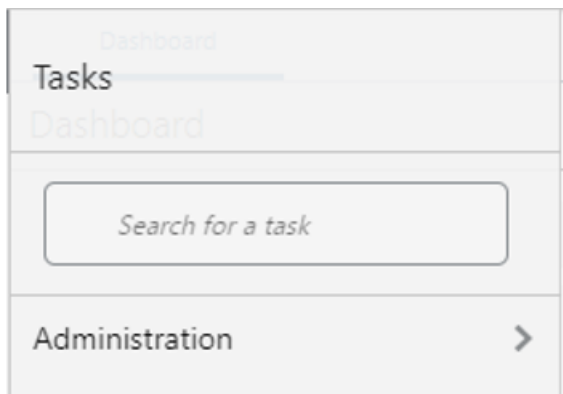 Dashboard
Tasks
Dashboard
Search for a task
Administration